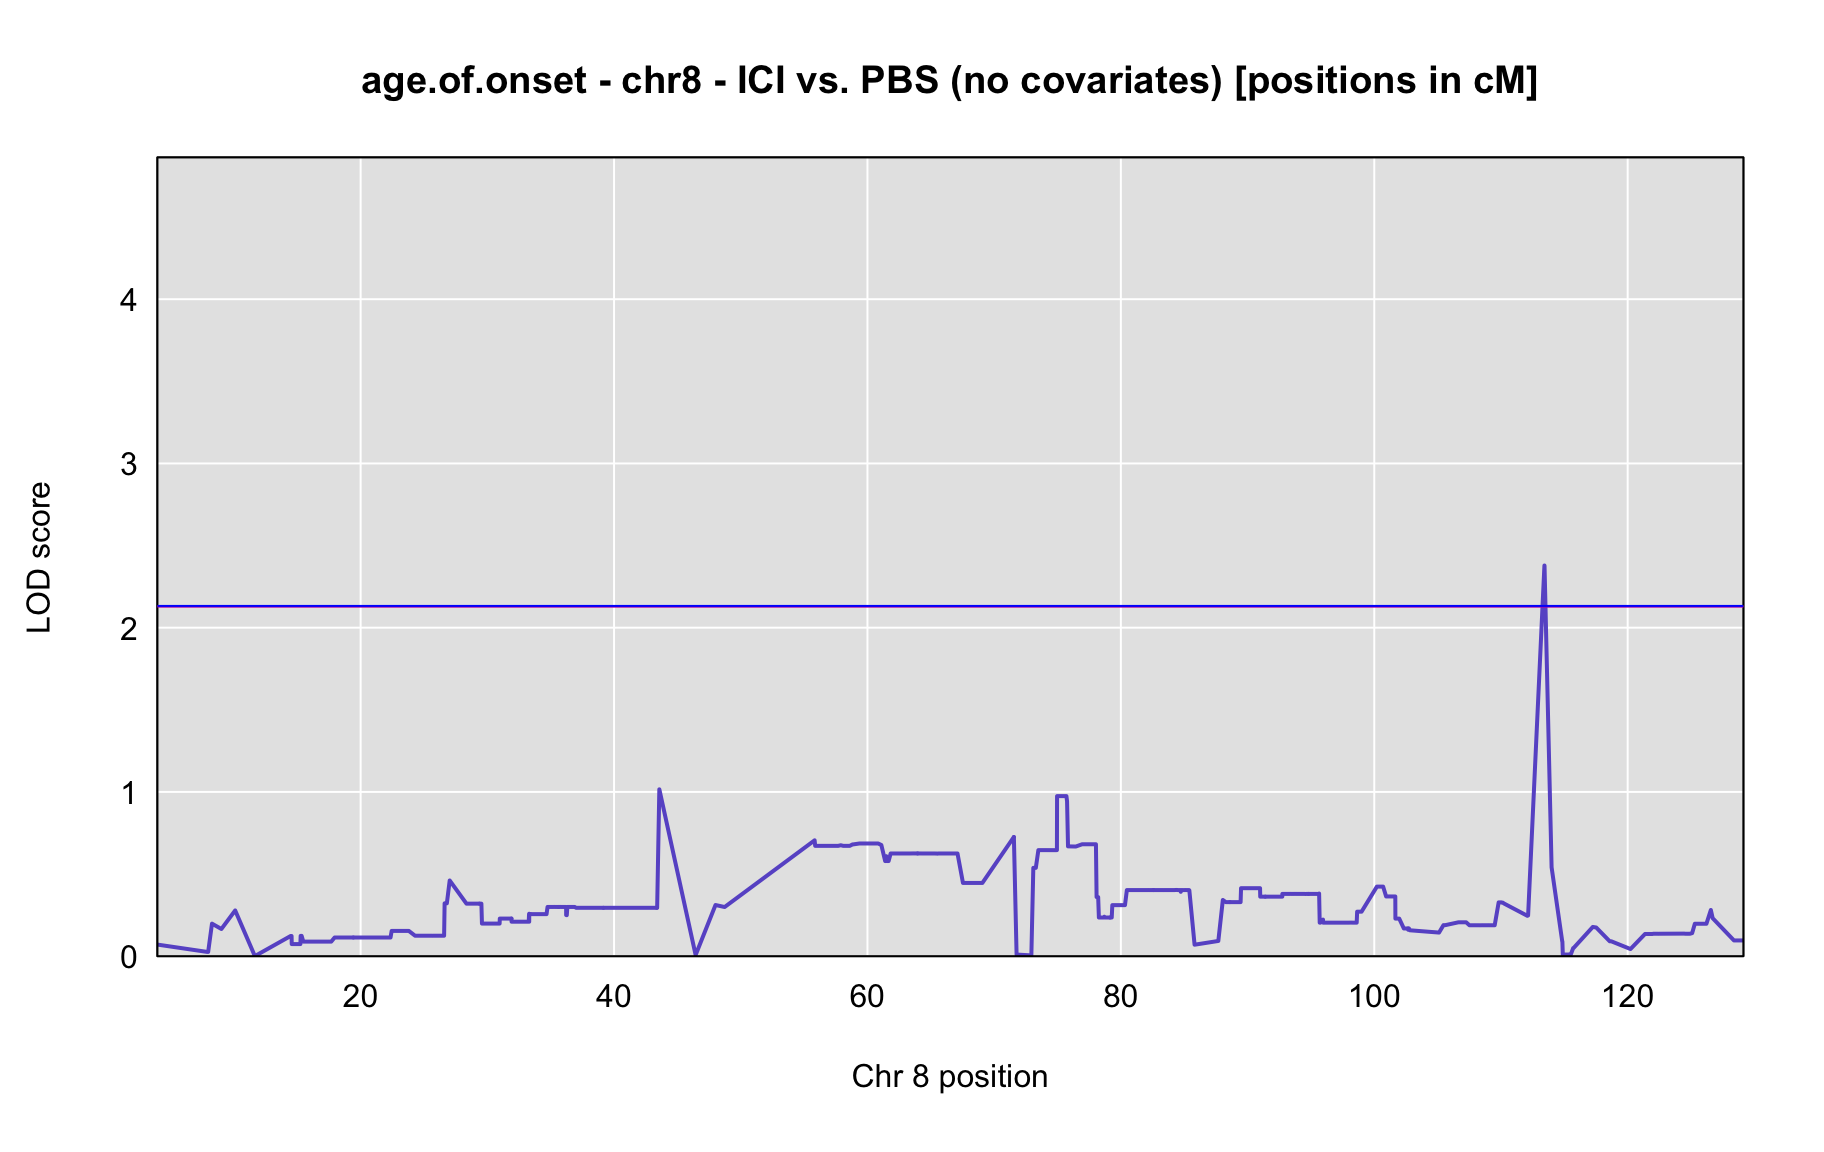 age.of.onset - chr8 - ICI vs. PBS (no covariates) [positions in cM]
4
3
2
1
0
LOD score
20 40 60 80 100 120
Chr 8 position